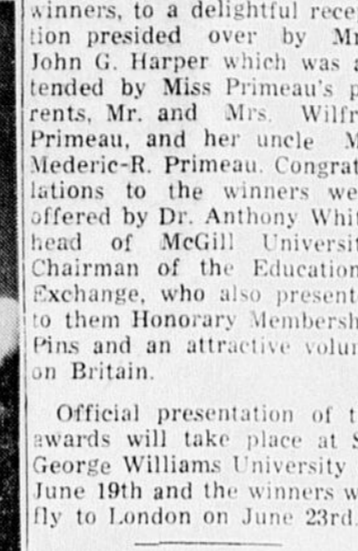 winners, to a delightful rece
tion presided over by Mr
John G. Harper which was a
tended by Miss Primeau's p
rents, Mr. and Mrs. Wilfr
Primeau, and her uncle M
Mederic-R. Primeau. Congrat
lations to the winners we
offered by Dr. Anthony Whit
head of McGill Universit
Chairman of the Education
Exchange, who also present
to them Honorary Membersh
Pins and an attractive volum
on Britain.
Official presentation of t
awards will take place at S
George Williams University
June 19th and the winners w
fly to London on June 23rd.